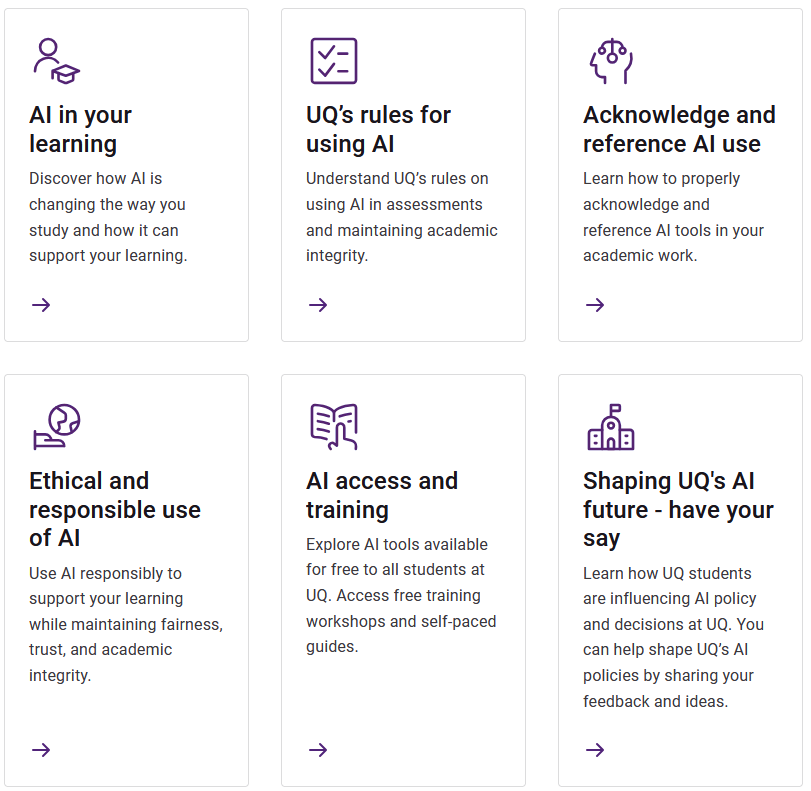 AI in your
learning
Discover how AI is
changing the way you
study and how it can
support your learning.
UQ’s rules for
using AI
Understand UQ’s rules on
using AI in assessments
and maintaining academic
integrity.
Acknowledge and
reference AI use
Learn how to properly
acknowledge and
reference AI tools in your
academic work.
Ethical and
responsible use
of AI
Use AI responsibly to
support your learning
while maintaining fairness,
trust, and academic
integrity.
AI access and
training
Explore AI tools available
for free to all students at
UQ. Access free training
workshops and self-paced
guides.
Shaping UQ's AI
future - have your
say
Learn how UQ students
are influencing AI policy
and decisions at UQ. You
can help shape UQ’s AI
policies by sharing your
feedback and ideas.